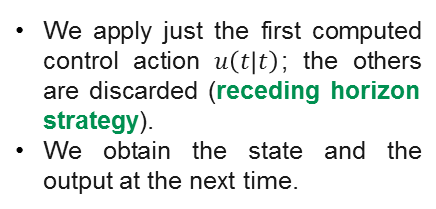 • We apply just the first computed
control action u(t|t); the others
are discarded (receding horizon
strategy).
• We obtain the state and the
output at the next time.